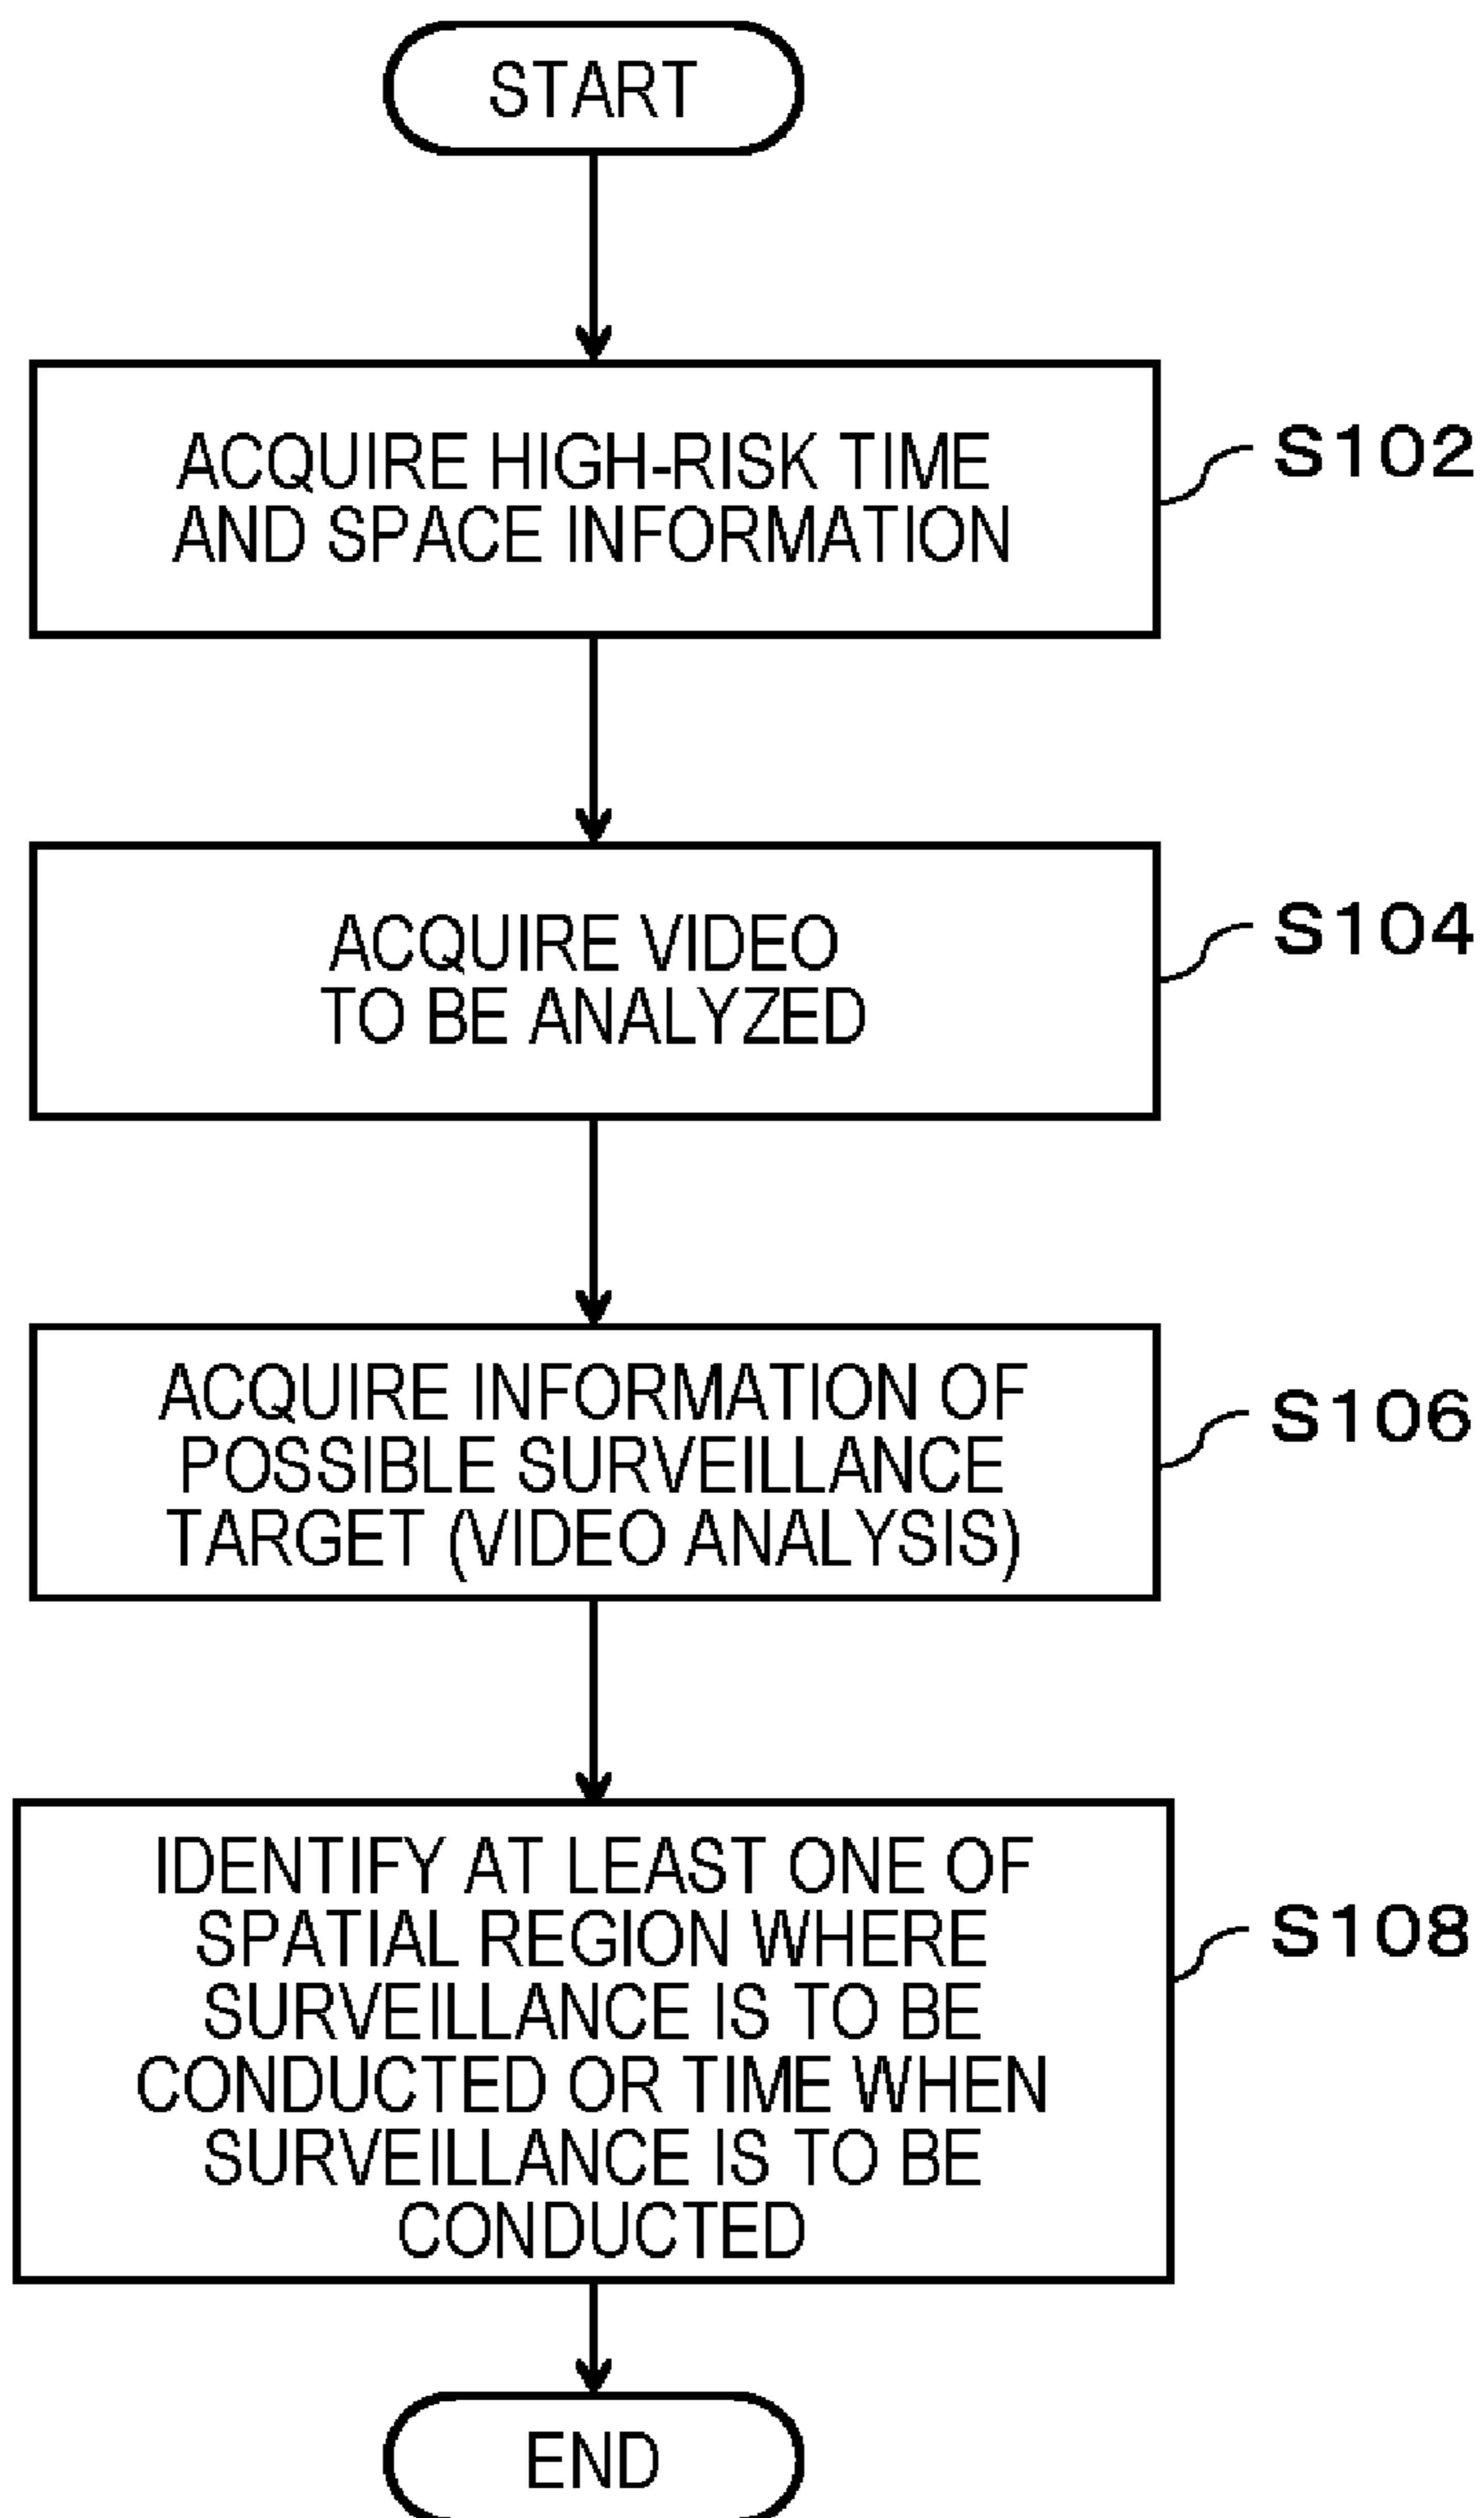 START
ACQUIRE HIGH-RISK TIME
AND SPACE INFORMATION
S102
ACQUIRE VIDEO
TO BE ANALYZED
S104
ACQUIRE INFORMATION OF
POSSIBLE SURVEILLANCE
TARGET (VIDEO ANALYSIS)
S106
IDENTIFY AT LEAST ONE OF
SPATIAL REGION WHERE
SURVEILLANCE IS TO BE
CONDUCTED OR TIME WHEN
SURVEILLANCE IS TO BE
CONDUCTED
S108
END